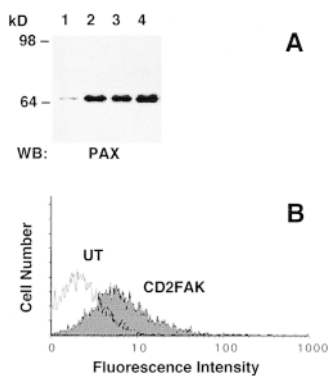 kD 1 2 3 4
98 –
A
64 –
WB: PAX
B
UT
CD2FAK
Cell Number
0 10 100 1000
Fluorescence Intensity